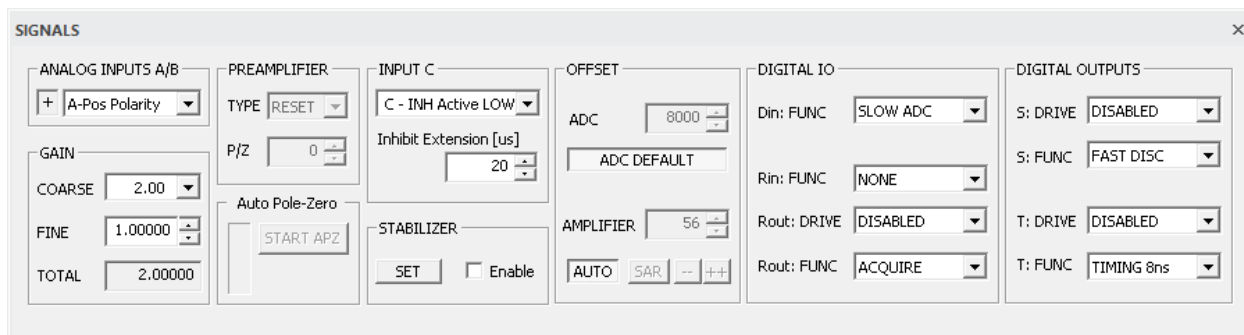 SIGNALS
ANALOG INPUTS A/B
+ A-Pos Polarity
GAIN
COARSE 2.00
FINE 1.00000
TOTAL 2.00000
PREAMPLIFIER
TYPE RESET
P/Z 0
Auto Pole-Zero
START APZ
INPUT C
C - INH Active LOW
Inhibit Extension [us]
20
STABILIZER
SET Enable
OFFSET
ADC 8000
ADC DEFAULT
AMPLIFIER 56
AUTO SAR -- ++
DIGITAL IO
Din: FUNC SLOW ADC
Rin: FUNC NONE
Rout: DRIVE DISABLED
Rout: FUNC ACQUIRE
DIGITAL OUTPUTS
S: DRIVE DISABLED
S: FUNC FAST DISC
T: DRIVE DISABLED
T: FUNC TIMING 8ns